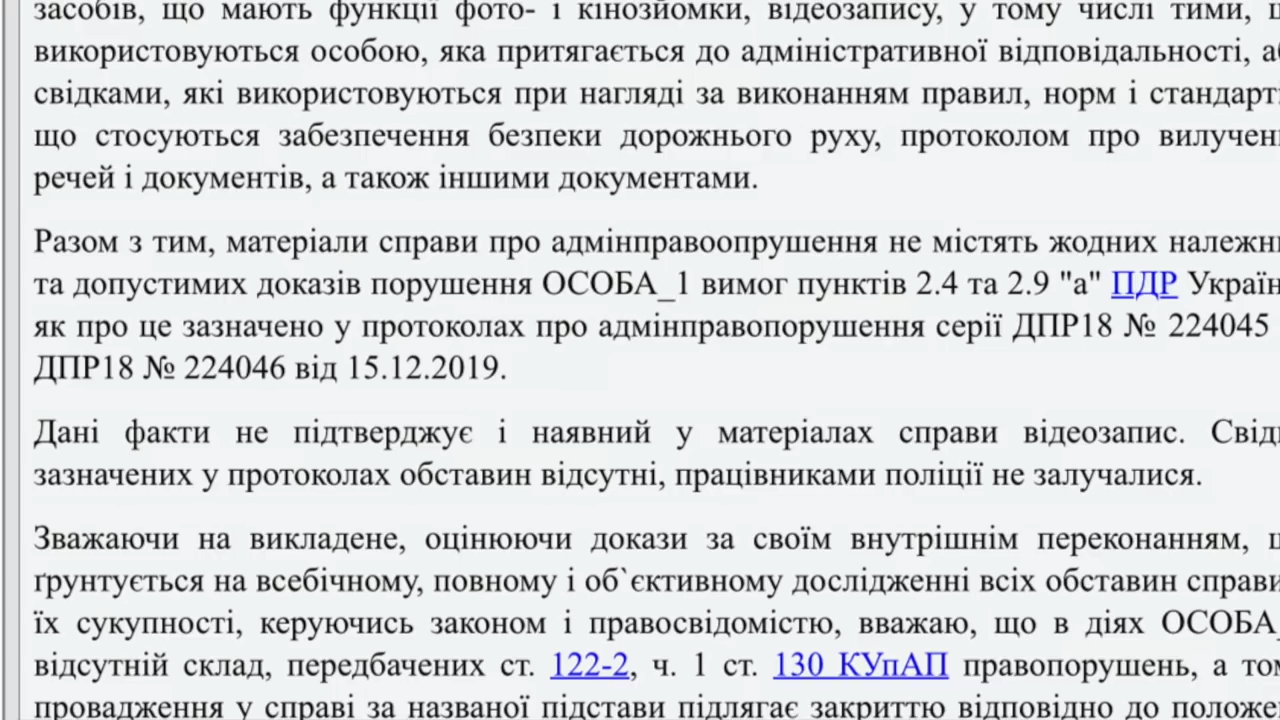 засобів, що мають функції фото- і кінозйомки, відеозапису, у тому числі тими,
використовуються особою, яка притягається до адміністративної відповідальності,
свідками, які використовуються при нагляді за виконанням правил, норм і
що стосуються забезпечення безпеки дорожнього руху, протоколом про
речей і документів, а також іншими документами.
Разом з тим, матеріали справи про адмінправоопрушення не містять жодних
та допустимих доказів порушення ОСОБА_1 вимог пунктів 2.4 та 2.9 "а" ПДР
як про це зазначено у протоколах про адмінправопорушення серії ДПР18 № 224045
ДПР18 № 224046 від 15.12.2019.
Дані факти не підтверджує і наявний у матеріалах справи відеозапис.
зазначених у протоколах обставин відсутні, працівниками поліції не залучалися.
Зважаючи на викладене, оцінюючи докази за своїм внутрішнім переконанням,
ґрунтується на всебічному, повному і об`єктивному дослідженні всіх обставин справи
їх сукупності, керуючись законом і правосвідомістю, вважаю, що в діях ОСОБА_
відсутній склад, передбачених ст. 122-2, ч. 1 ст. 130 КУпАП правопорушень, а
провадження у справі за названої підстави підлягає закриттю відповідно до